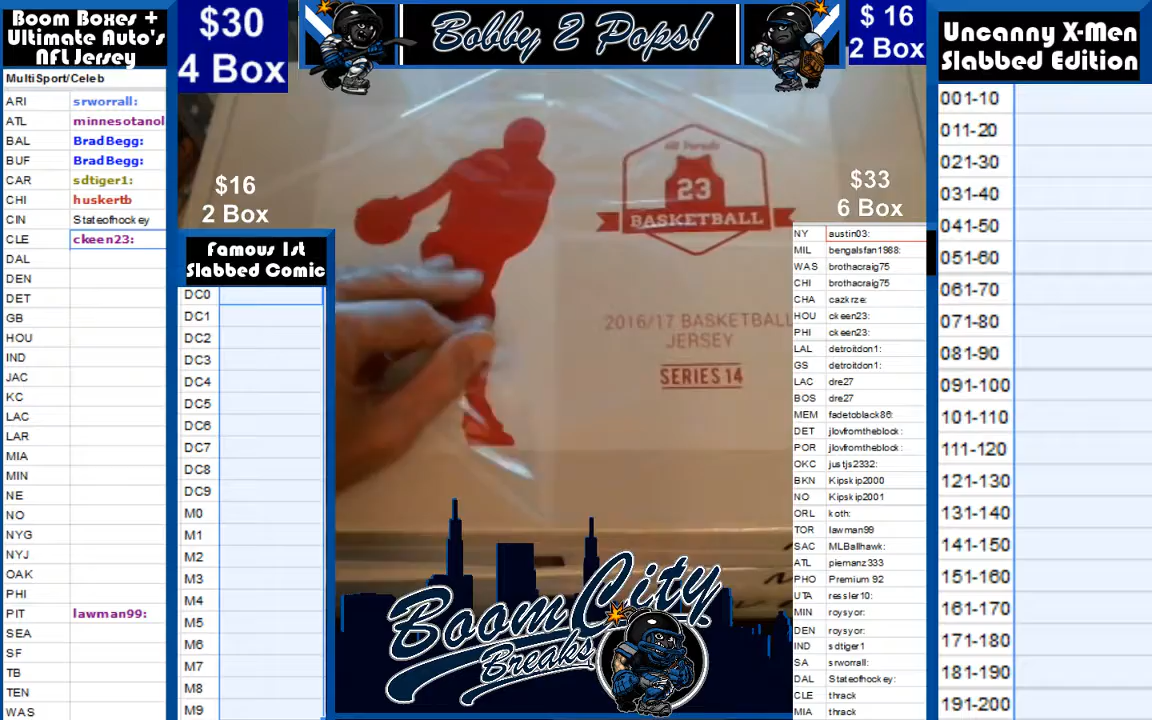 Boom Boxes +
Ultimate Auto's
NFL Jersey
MultiSport/Celeb
ARI srworrall:
ATL minnesotanol
BAL Brad Begg:
BUF Brad Begg:
CAR sdtiger1:
CHI huskertb
CIN Stateofhockey
CLE ckeen23:
DAL
DEN
DET
GB
HOU
IND
JAC
KC
LAC
LAR
MIA
MIN
NE
NO
NYG
NYJ
OAK
PHI
PIT lawman99:
SEA
SF
TB
TEN
WAS
$30
4 Box
$16
2 Box
Famous 1st
Slabbed Comic
DC0
DC1
DC2
DC3
DC4
DC5
DC6
DC7
DC8
DC9
M0
M1
M2
M3
M4
M5
M6
M7
M8
M9
Bobby 2 Pops!
23
BASKETBALL
2016/17 BASKETBALL
JERSEY
SERIES 14
Boom City
Breaks
$ 16
2 Box
$33
6 Box
NY austin03:
MIL bengalsfan1988:
WAS brothacraig75
CHI brothacraig75
CHA cazkrze:
HOU ckeen23:
PHI ckeen23:
LAL detroitdon1:
GS detroitdon1:
LAC dre27
BOS dre27
MEM fadetoblack86:
DET jlovfromtheblock:
POR jlovfromtheblock:
OKC justjs2332:
BKN Kipskip2000
NO Kipskip2001
ORL koth:
TOR lawman99
SAC MLBallhawk:
ATL piemanz333
PHO Premium 92
UTA ressler10:
MIN roysyor:
DEN roysyor:
IND sdtiger1
SA srworrall:
DAL Stateofhockey:
CLE thrack
MIA thrack
Uncanny X-Men
Slabbed Edition
001-10
011-20
021-30
031-40
041-50
051-60
061-70
071-80
081-90
091-100
101-110
111-120
121-130
131-140
141-150
151-160
161-170
171-180
181-190
191-200